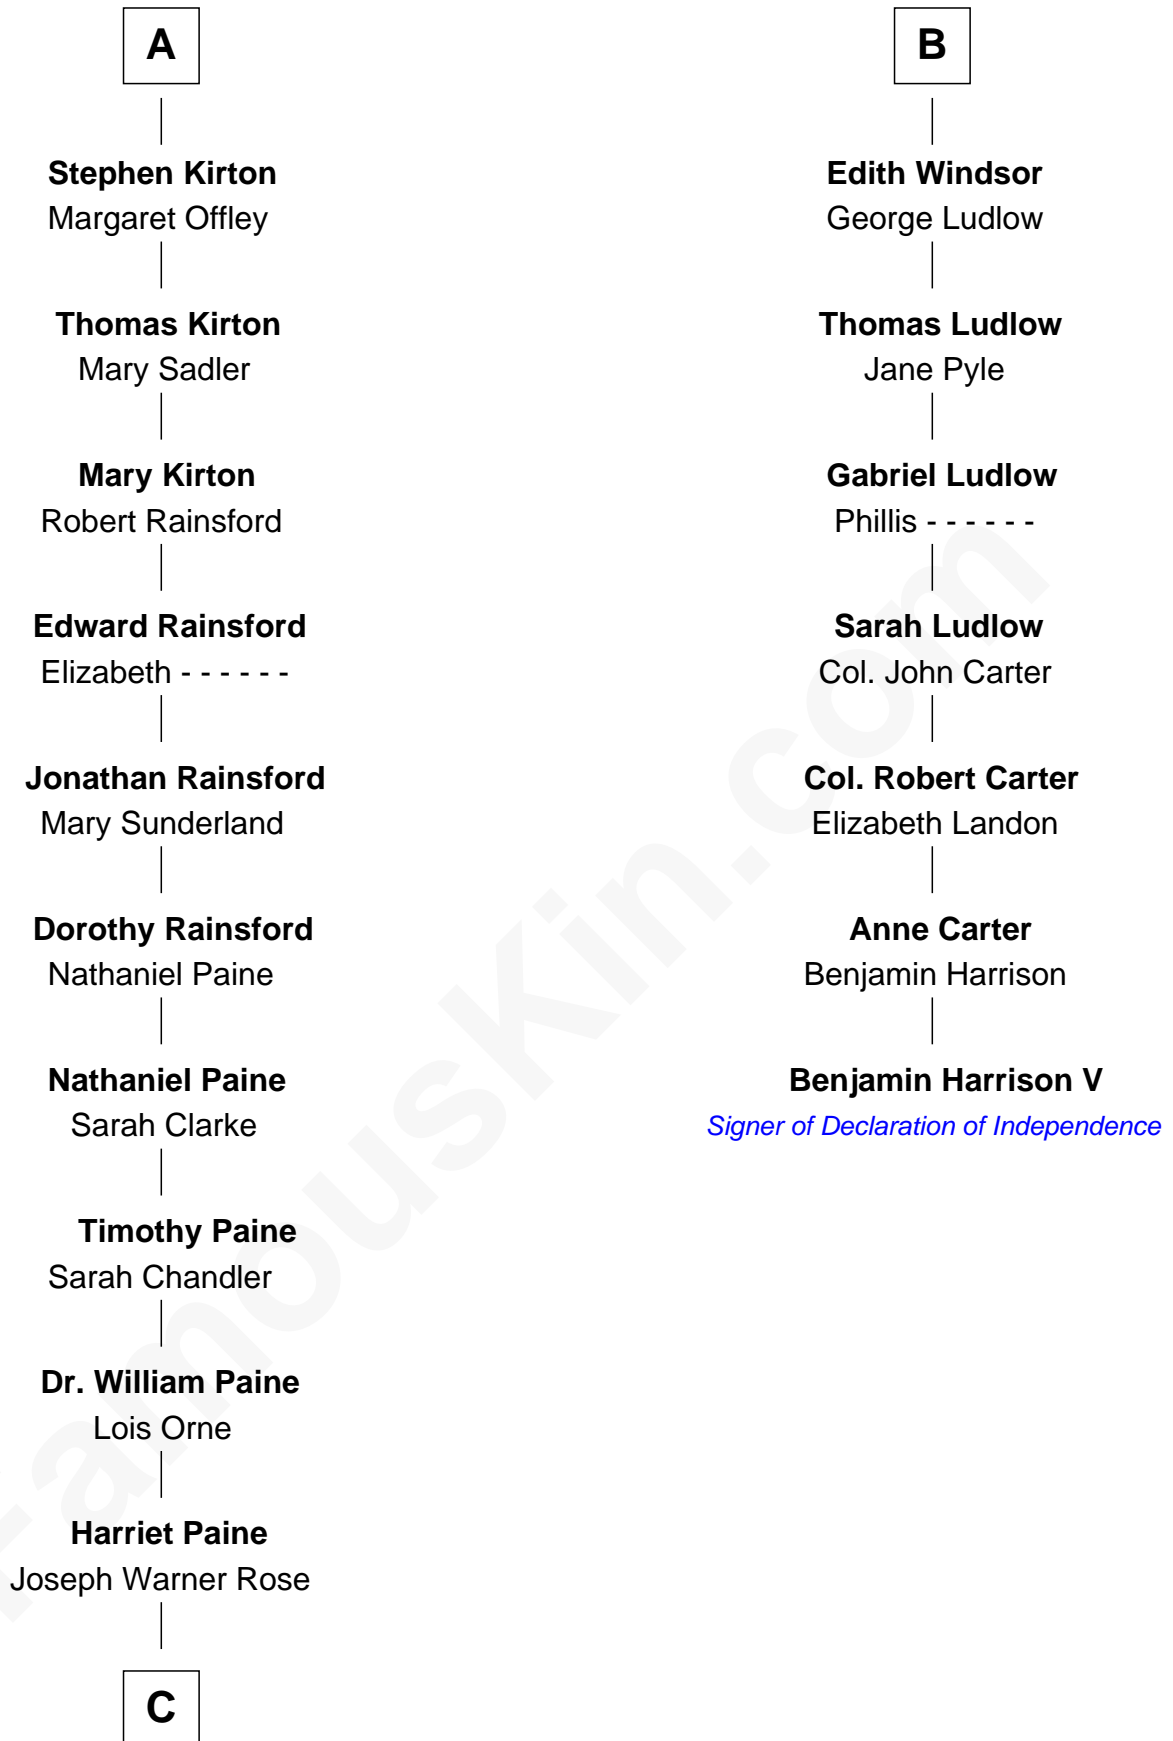 A
Stephen Kirton
Margaret Offley
Thomas Kirton
Mary Sadler
Mary Kirton
Robert Rainsford
Edward Rainsford
Elizabeth - - - - - -
Jonathan Rainsford
Mary Sunderland
Dorothy Rainsford
Nathaniel Paine
Nathaniel Paine
Sarah Clarke
Timothy Paine
Sarah Chandler
Dr. William Paine
Lois Orne
Harriet Paine
Joseph Warner Rose
C
B
Edith Windsor
George Ludlow
Thomas Ludlow
Jane Pyle
Gabriel Ludlow
Phillis - - - - - -
Sarah Ludlow
Col. John Carter
Col. Robert Carter
Elizabeth Landon
Anne Carter
Benjamin Harrison
Benjamin Harrison V
Signer of Declaration of Independence
FamousKin.com